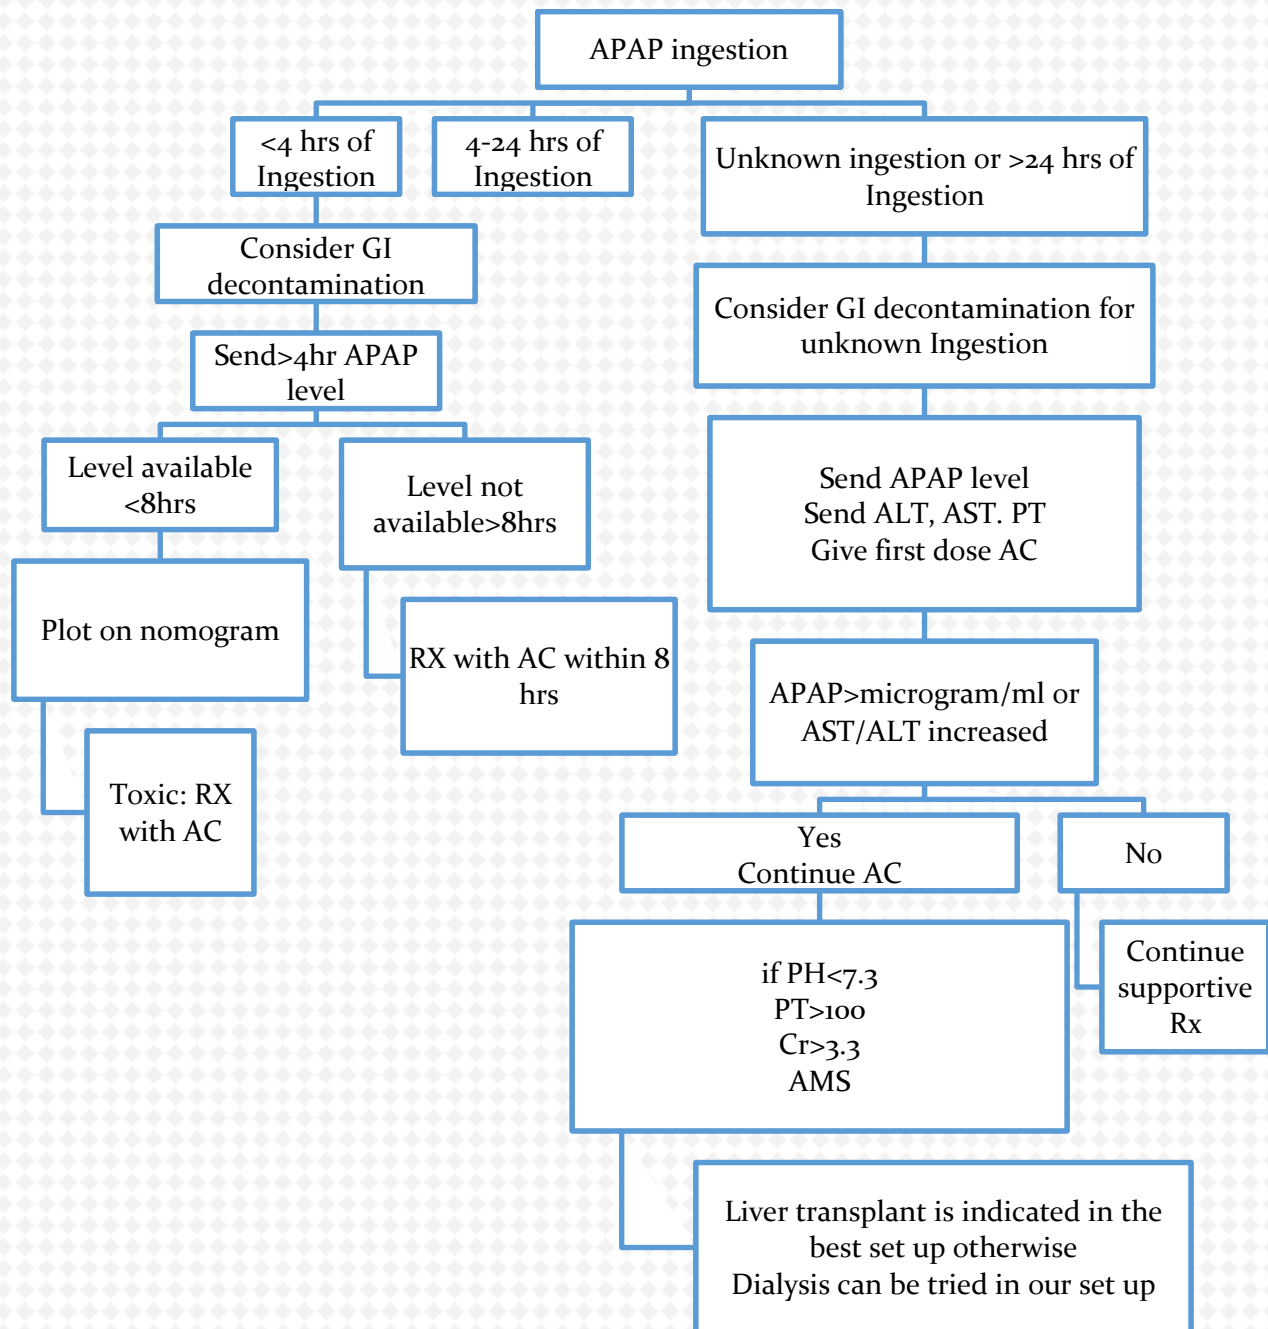 APAP ingestion
<4 hrs of
Ingestion
4-24 hrs of
Ingestion
Unknown ingestion or >24 hrs of
Ingestion
Consider GI
decontamination
Consider GI decontamination for
unknown Ingestion
Send>4hr APAP
level
Level available
<8hrs
Level not
available>8hrs
Send APAP level
Send ALT, AST. PT
Give first dose AC
Plot on nomogram
RX with AC within 8
hrs
APAP>microgram/ml or
AST/ALT increased
Toxic: RX
with AC
Yes
Continue AC
No
if PH<7.3
PT>100
Cr>3.3
AMS
Continue
supportive
Rx
Liver transplant is indicated in the
best set up otherwise
Dialysis can be tried in our set up